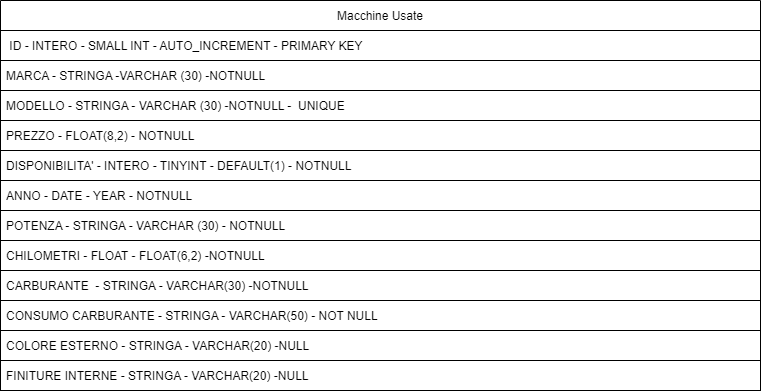 Macchine Usate
ID - INTERO - SMALL INT - AUTO_INCREMENT - PRIMARY KEY
MARCA - STRINGA -VARCHAR (30) -NOTNULL
MODELLO - STRINGA - VARCHAR (30) -NOTNULL -  UNIQUE
PREZZO - FLOAT(8,2) - NOTNULL
DISPONIBILITA' - INTERO - TINYINT - DEFAULT(1) - NOTNULL
ANNO - DATE - YEAR - NOTNULL
POTENZA - STRINGA - VARCHAR (30) - NOTNULL
CHILOMETRI - FLOAT - FLOAT(6,2) -NOTNULL
CARBURANTE  - STRINGA - VARCHAR(30) -NOTNULL
CONSUMO CARBURANTE - STRINGA - VARCHAR(50) - NOT NULL
COLORE ESTERNO - STRINGA - VARCHAR(20) -NULL
FINITURE INTERNE - STRINGA - VARCHAR(20) -NULL